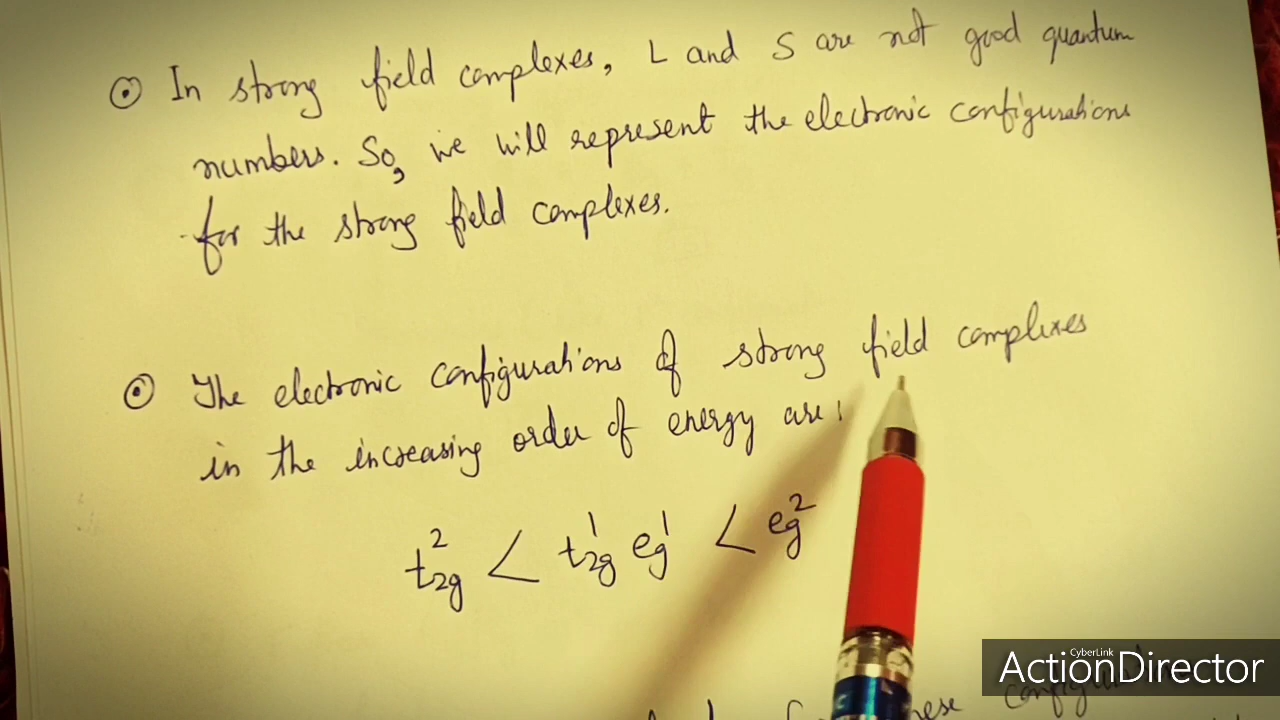 ⊙ In strong field complexes, L and S are not good quantum
numbers. So, we will represent the electronic configurations
for the strong field complexes.
⊙ The electronic configurations of strong field complexes
in the increasing order of energy are:
t₂g² < t₂g¹ eg¹ < eg²
CyberLink
ActionDirector